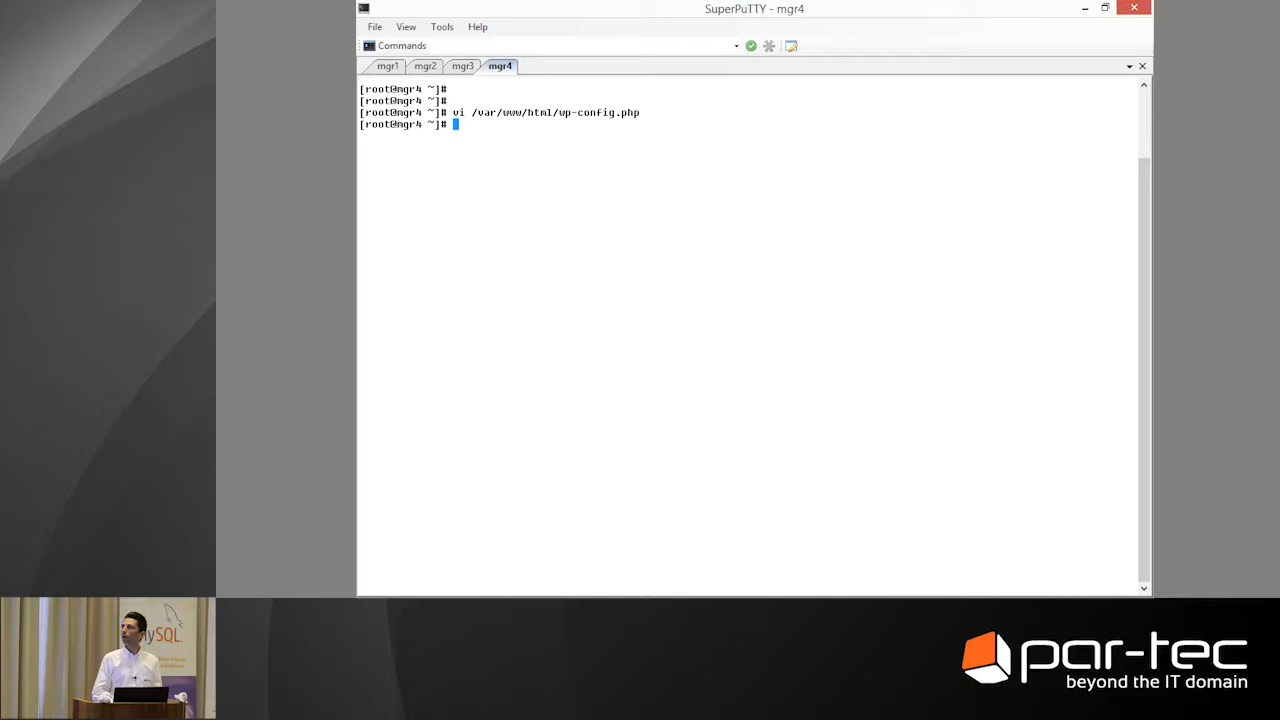 SuperPuTTY - mgr4
File View Tools Help
Commands
mgr1 mgr2 mgr3 mgr4
[root@mgr4 ~]#
[root@mgr4 ~]#
[root@mgr4 ~]# vi /var/www/html/wp-config.php
[root@mgr4 ~]#
MySQL
par-tec
beyond the IT domain